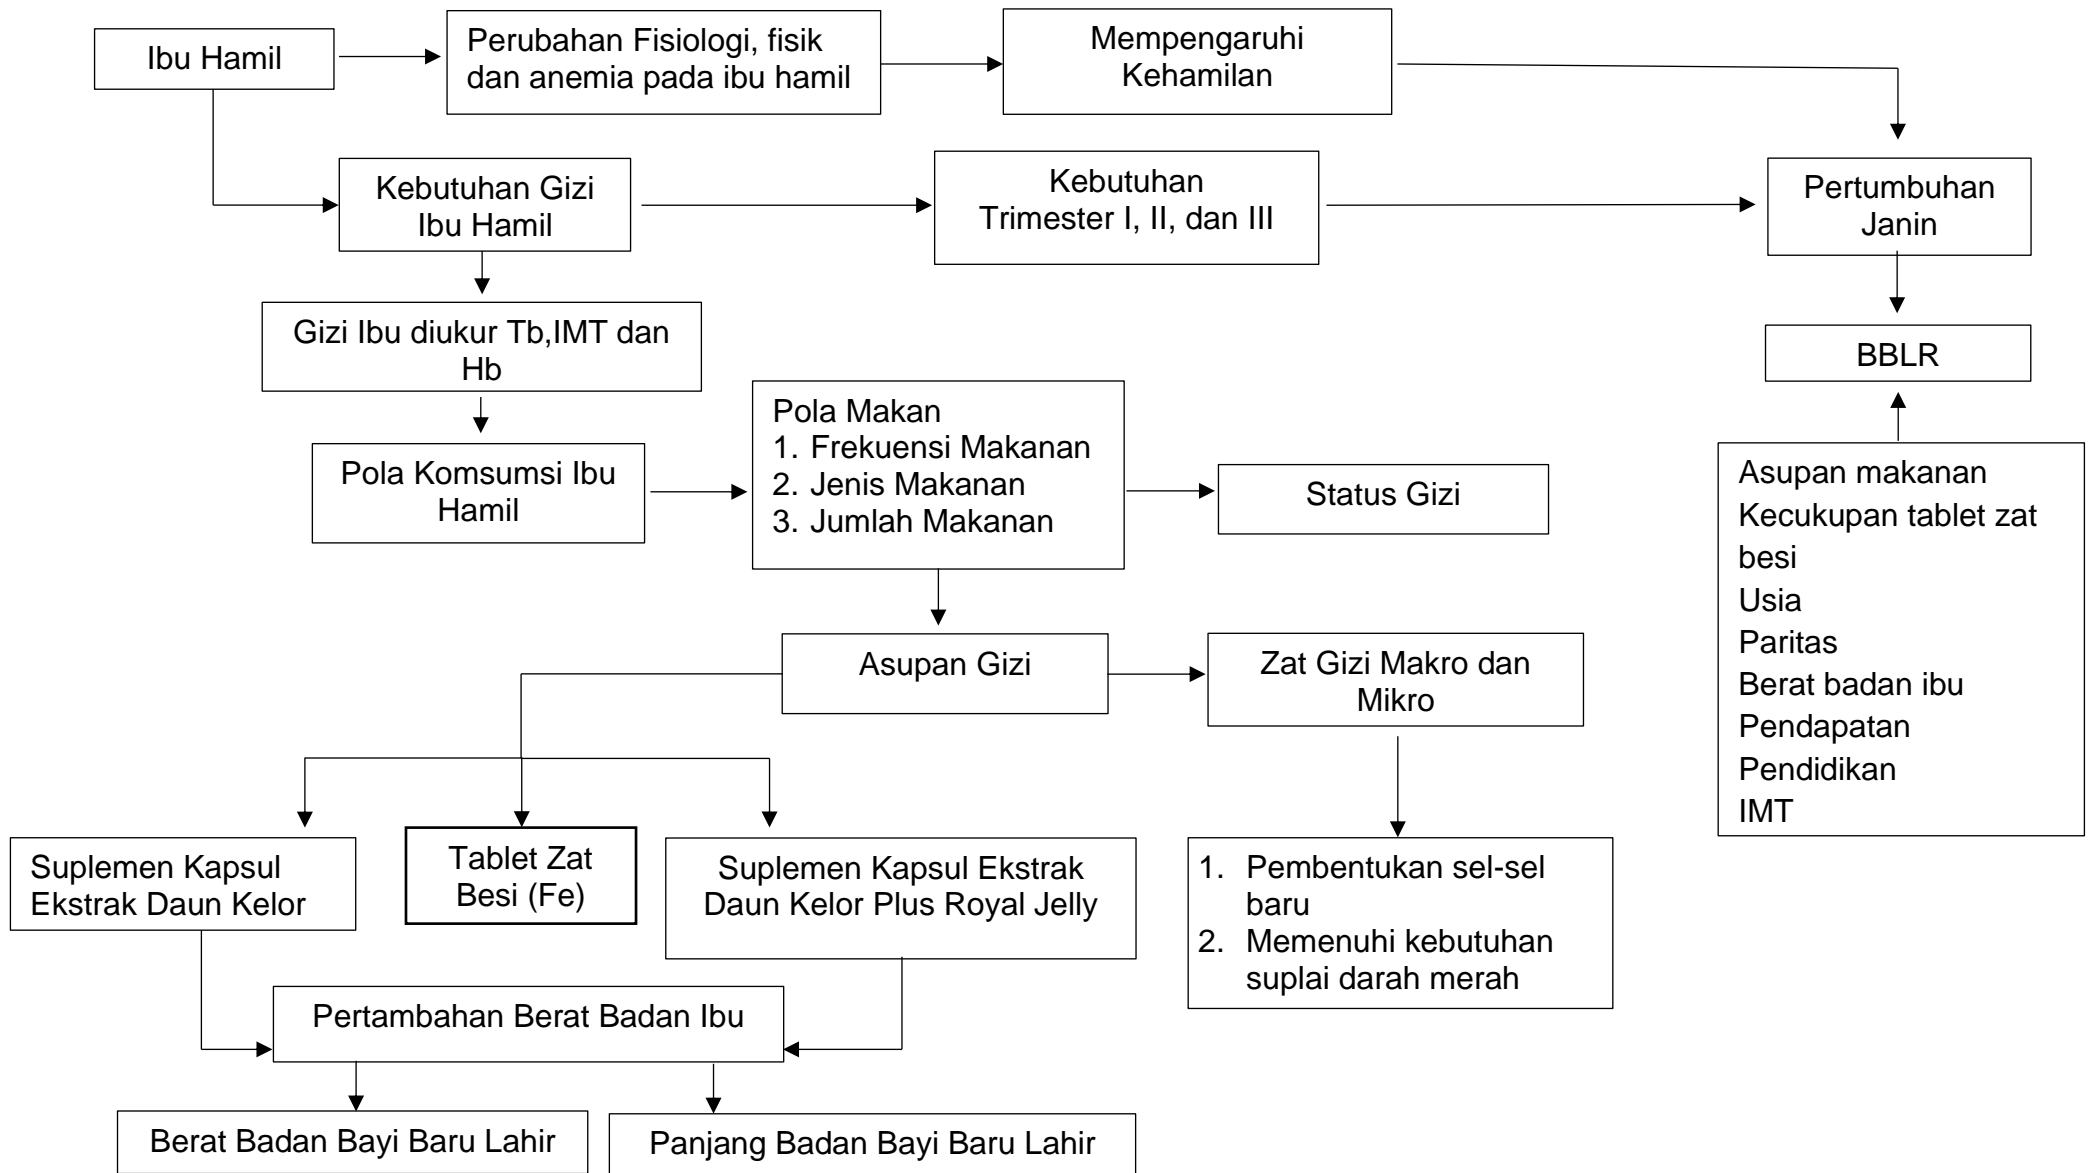 Ibu Hamil
Perubahan Fisiologi, fisik
dan anemia pada ibu hamil
Mempengaruhi
Kehamilan
Kebutuhan Gizi
Ibu Hamil
Kebutuhan
Trimester I, II, dan III
Pertumbuhan
Janin
Gizi Ibu diukur Tb,IMT dan
Hb
BBLR
Pola Komsumsi Ibu
Hamil
Pola Makan
1. Frekuensi Makanan
2. Jenis Makanan
3. Jumlah Makanan
Status Gizi
Asupan makanan
Kecukupan tablet zat
besi
Usia
Paritas
Berat badan ibu
Pendapatan
Pendidikan
IMT
Asupan Gizi
Zat Gizi Makro dan
Mikro
Suplemen Kapsul
Ekstrak Daun Kelor
Tablet Zat
Besi (Fe)
Suplemen Kapsul Ekstrak
Daun Kelor Plus Royal Jelly
1. Pembentukan sel-sel
baru
2. Memenuhi kebutuhan
suplai darah merah
Pertambahan Berat Badan Ibu
Berat Badan Bayi Baru Lahir
Panjang Badan Bayi Baru Lahir